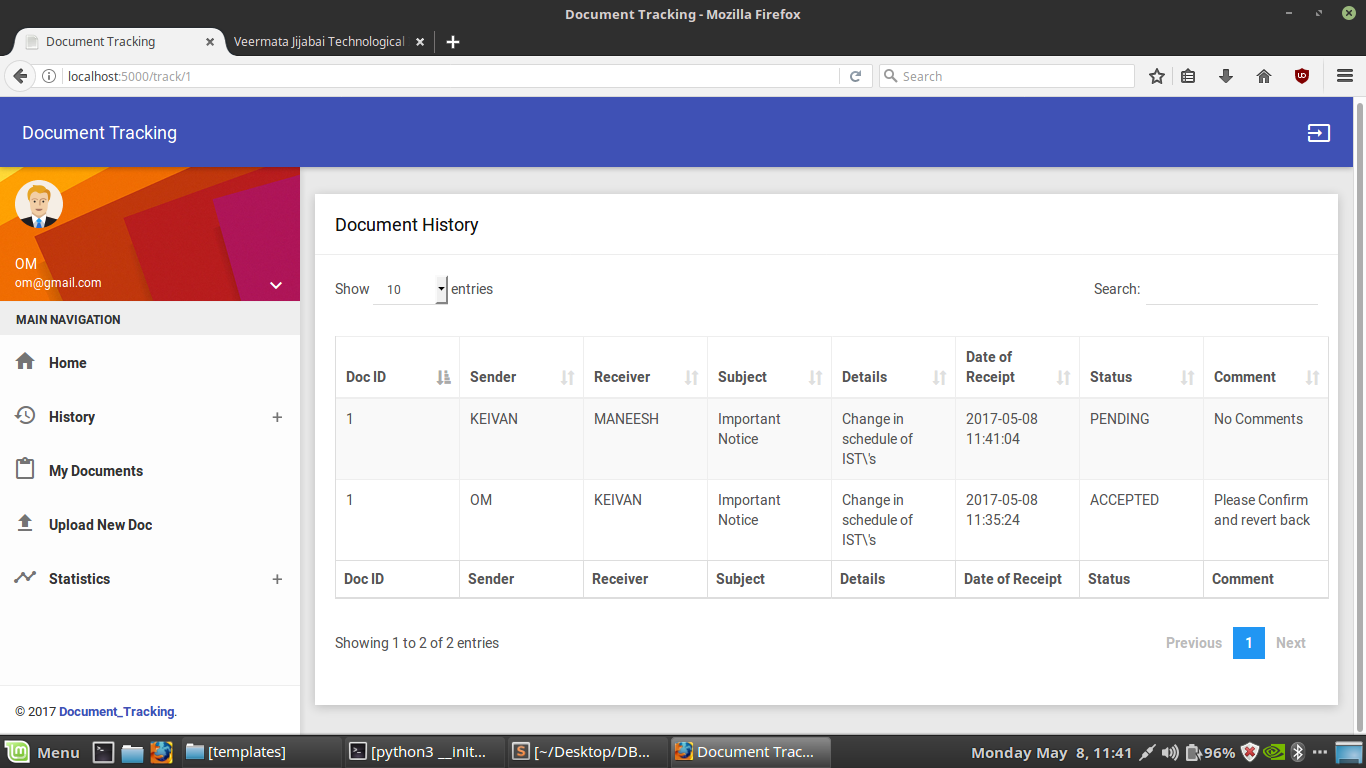 Document Tracking - Mozilla Firefox
Document Tracking
Veermata Jijabai Technological
localhost:5000/track/1
Search
Document Tracking
OM
om@gmail.com
MAIN NAVIGATION
Home
History
My Documents
Upload New Doc
Statistics
© 2017 Document_Tracking.
Document History
Show 10 entries
Search:
Doc ID Sender Receiver Subject Details Date of Receipt Status Comment
1 KEIVAN MANEESH Important Notice Change in schedule of IST\'s 2017-05-08 11:41:04 PENDING No Comments
1 OM KEIVAN Important Notice Change in schedule of IST\'s 2017-05-08 11:35:24 ACCEPTED Please Confirm and revert back
Doc ID Sender Receiver Subject Details Date of Receipt Status Comment
Showing 1 to 2 of 2 entries
Previous 1 Next
Menu [templates] [python3 __init... [~/Desktop/DB... Document Trac... Monday May 8, 11:41 96%